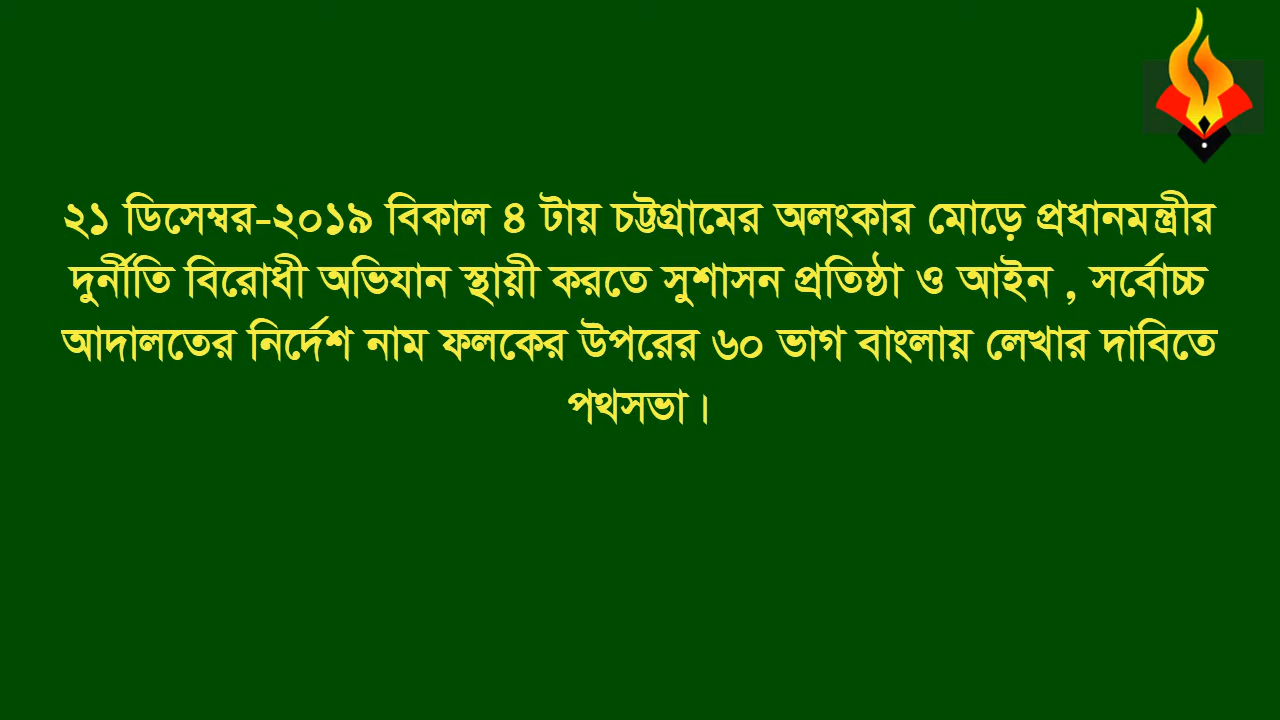 ২১ ডিসেম্বর-২০১৯ বিকাল ৪ টায় চট্টগ্রামের অলংকার মোড়ে প্রধানমন্ত্রীর
দুর্নীতি বিরোধী অভিযান স্থায়ী করতে সুশাসন প্রতিষ্ঠা ও আইন , সর্বোচ্চ
আদালতের নির্দেশ নাম ফলকের উপরের ৬০ ভাগ বাংলায় লেখার দাবিতে
পথসভা।